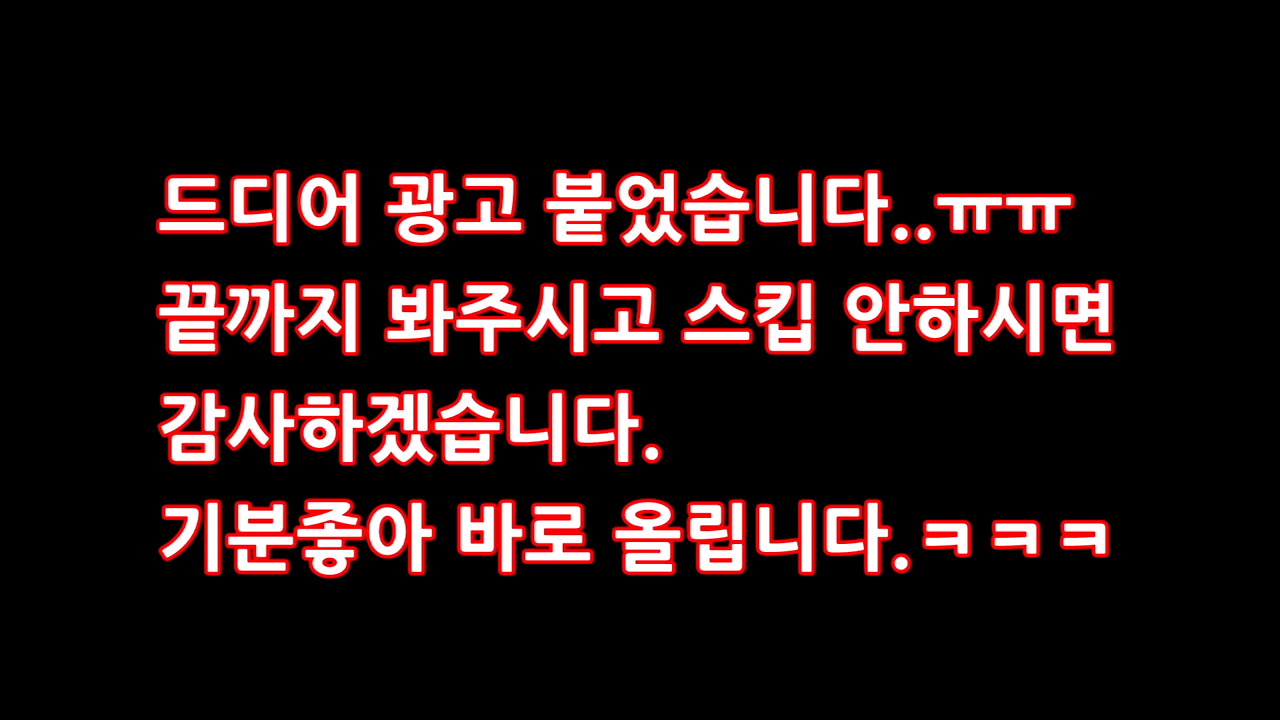 드디어 광고 붙었습니다..ㅠㅠ
끝까지 봐주시고 스킵 안하시면
감사하겠습니다.
기분좋아 바로 올립니다.ㅋㅋㅋ